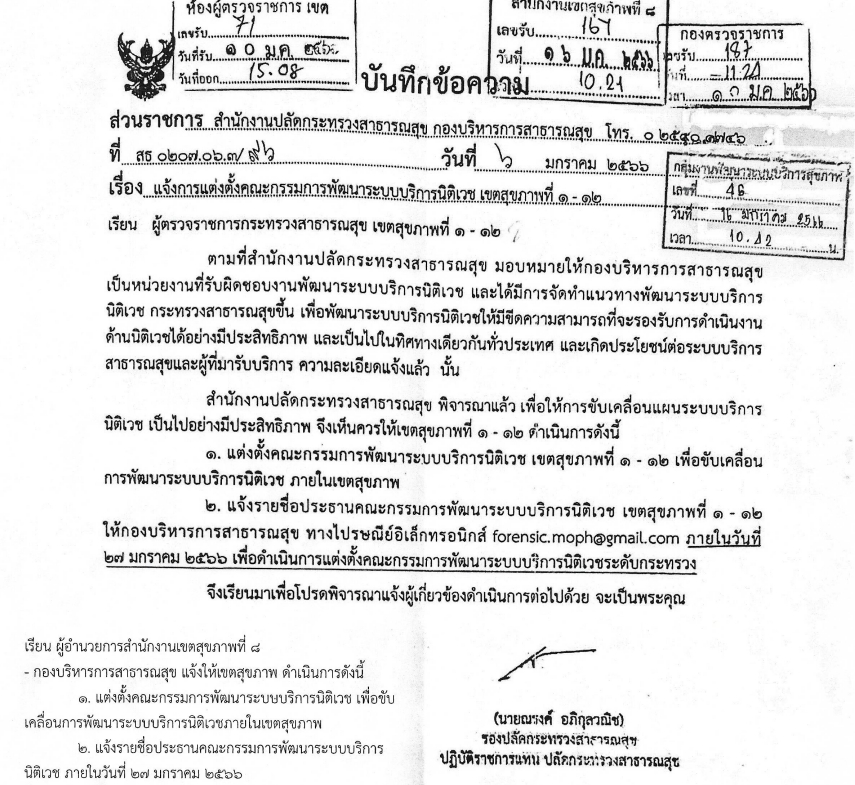 ห้องผู้ตรวจราชการ เขต
เลขรับ 71
วันที่รับ ๑ ๐ ม.ค. ๒๕๖๖
วันที่ออก 15.08
สำนักงานเขตสุขภาพที่ ๘
เลขรับ 167
วันที่ ๑ ๖ ม.ค. ๒๕๖๖
10.21
กองตรวจราชการ
เลขรับ 187
๑ ๐ ม.ค. ๒๕๖๖
บันทึกข้อความ
ส่วนราชการ สำนักงานปลัดกระทรวงสาธารณสุข กองบริหารการสาธารณสุข โทร. ๐ ๒๕๙๐ ๑๗๔๖
ที่ สธ ๐๒๐๗.๐๖.๓/๙๖ วันที่ ๖ มกราคม ๒๕๖๖
เรื่อง แจ้งการแต่งตั้งคณะกรรมการพัฒนาระบบบริการนิติเวช เขตสุขภาพที่ ๑ - ๑๒
กลุ่มงานพัฒนาระบบบริการสุขภาพ
เลขที่ 46
วันที่ 16 มกราคม 2566
เวลา 10.42 น.
เรียน ผู้ตรวจราชการกระทรวงสาธารณสุข เขตสุขภาพที่ ๑ - ๑๒
ตามที่สำนักงานปลัดกระทรวงสาธารณสุข มอบหมายให้กองบริหารการสาธารณสุข
เป็นหน่วยงานที่รับผิดชอบงานพัฒนาระบบบริการนิติเวช และได้มีการจัดทำแนวทางพัฒนาระบบบริการ
นิติเวช กระทรวงสาธารณสุขขึ้น เพื่อพัฒนาระบบบริการนิติเวชให้มีขีดความสามารถที่จะรองรับการดำเนินงาน
ด้านนิติเวชได้อย่างมีประสิทธิภาพ และเป็นไปในทิศทางเดียวกันทั่วประเทศ และเกิดประโยชน์ต่อระบบบริการ
สาธารณสุขและผู้ที่มารับบริการ ความละเอียดแจ้งแล้ว นั้น
สำนักงานปลัดกระทรวงสาธารณสุข พิจารณาแล้ว เพื่อให้การขับเคลื่อนแผนระบบบริการ
นิติเวช เป็นไปอย่างมีประสิทธิภาพ จึงเห็นควรให้เขตสุขภาพที่ ๑ - ๑๒ ดำเนินการดังนี้
๑. แต่งตั้งคณะกรรมการพัฒนาระบบบริการนิติเวช เขตสุขภาพที่ ๑ - ๑๒ เพื่อขับเคลื่อน
การพัฒนาระบบบริการนิติเวช ภายในเขตสุขภาพ
๒. แจ้งรายชื่อประธานคณะกรรมการพัฒนาระบบบริการนิติเวช เขตสุขภาพที่ ๑ - ๑๒
ให้กองบริหารการสาธารณสุข ทางไปรษณีย์อิเล็กทรอนิกส์ forensic.moph@gmail.com ภายในวันที่
๒๗ มกราคม ๒๕๖๖ เพื่อดำเนินการแต่งตั้งคณะกรรมการพัฒนาระบบบริการนิติเวชระดับกระทรวง
จึงเรียนมาเพื่อโปรดพิจารณาแจ้งผู้เกี่ยวข้องดำเนินการต่อไปด้วย จะเป็นพระคุณ
เรียน ผู้อำนวยการสำนักงานเขตสุขภาพที่ ๘
- กองบริหารการสาธารณสุข แจ้งให้เขตสุขภาพ ดำเนินการดังนี้
๑. แต่งตั้งคณะกรรมการพัฒนาระบบบริการนิติเวช เพื่อขับ
เคลื่อนการพัฒนาระบบบริการนิติเวชภายในเขตสุขภาพ
๒. แจ้งรายชื่อประธานคณะกรรมการพัฒนาระบบบริการ
นิติเวช ภายในวันที่ ๒๗ มกราคม ๒๕๖๖
(นายณรงค์ อภิกุลวณิช)
รองปลัดกระทรวงสาธารณสุข
ปฏิบัติราชการแทน ปลัดกระทรวงสาธารณสุข